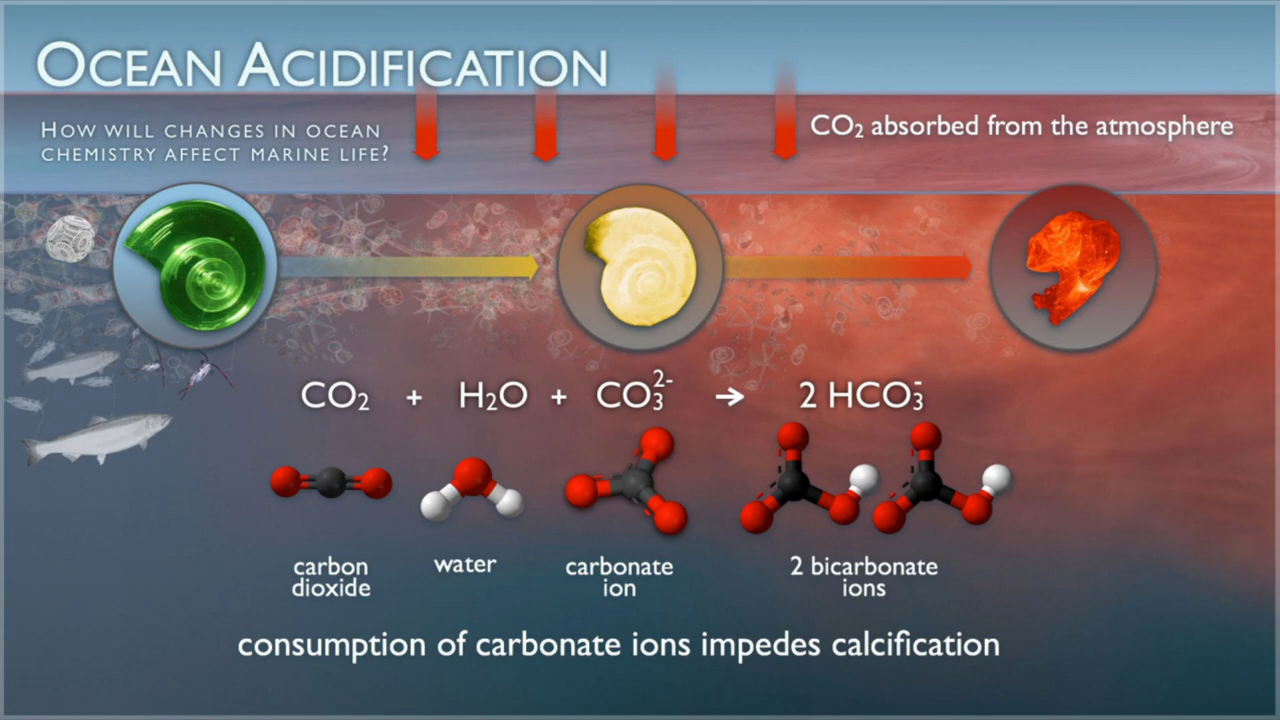 OCEAN ACIDIFICATION
HOW WILL CHANGES IN OCEAN
CHEMISTRY AFFECT MARINE LIFE?
CO₂ absorbed from the atmosphere
CO₂ + H₂O + CO₃²⁻ → 2 HCO₃⁻
carbon
dioxide
water
carbonate
ion
2 bicarbonate
ions
consumption of carbonate ions impedes calcification